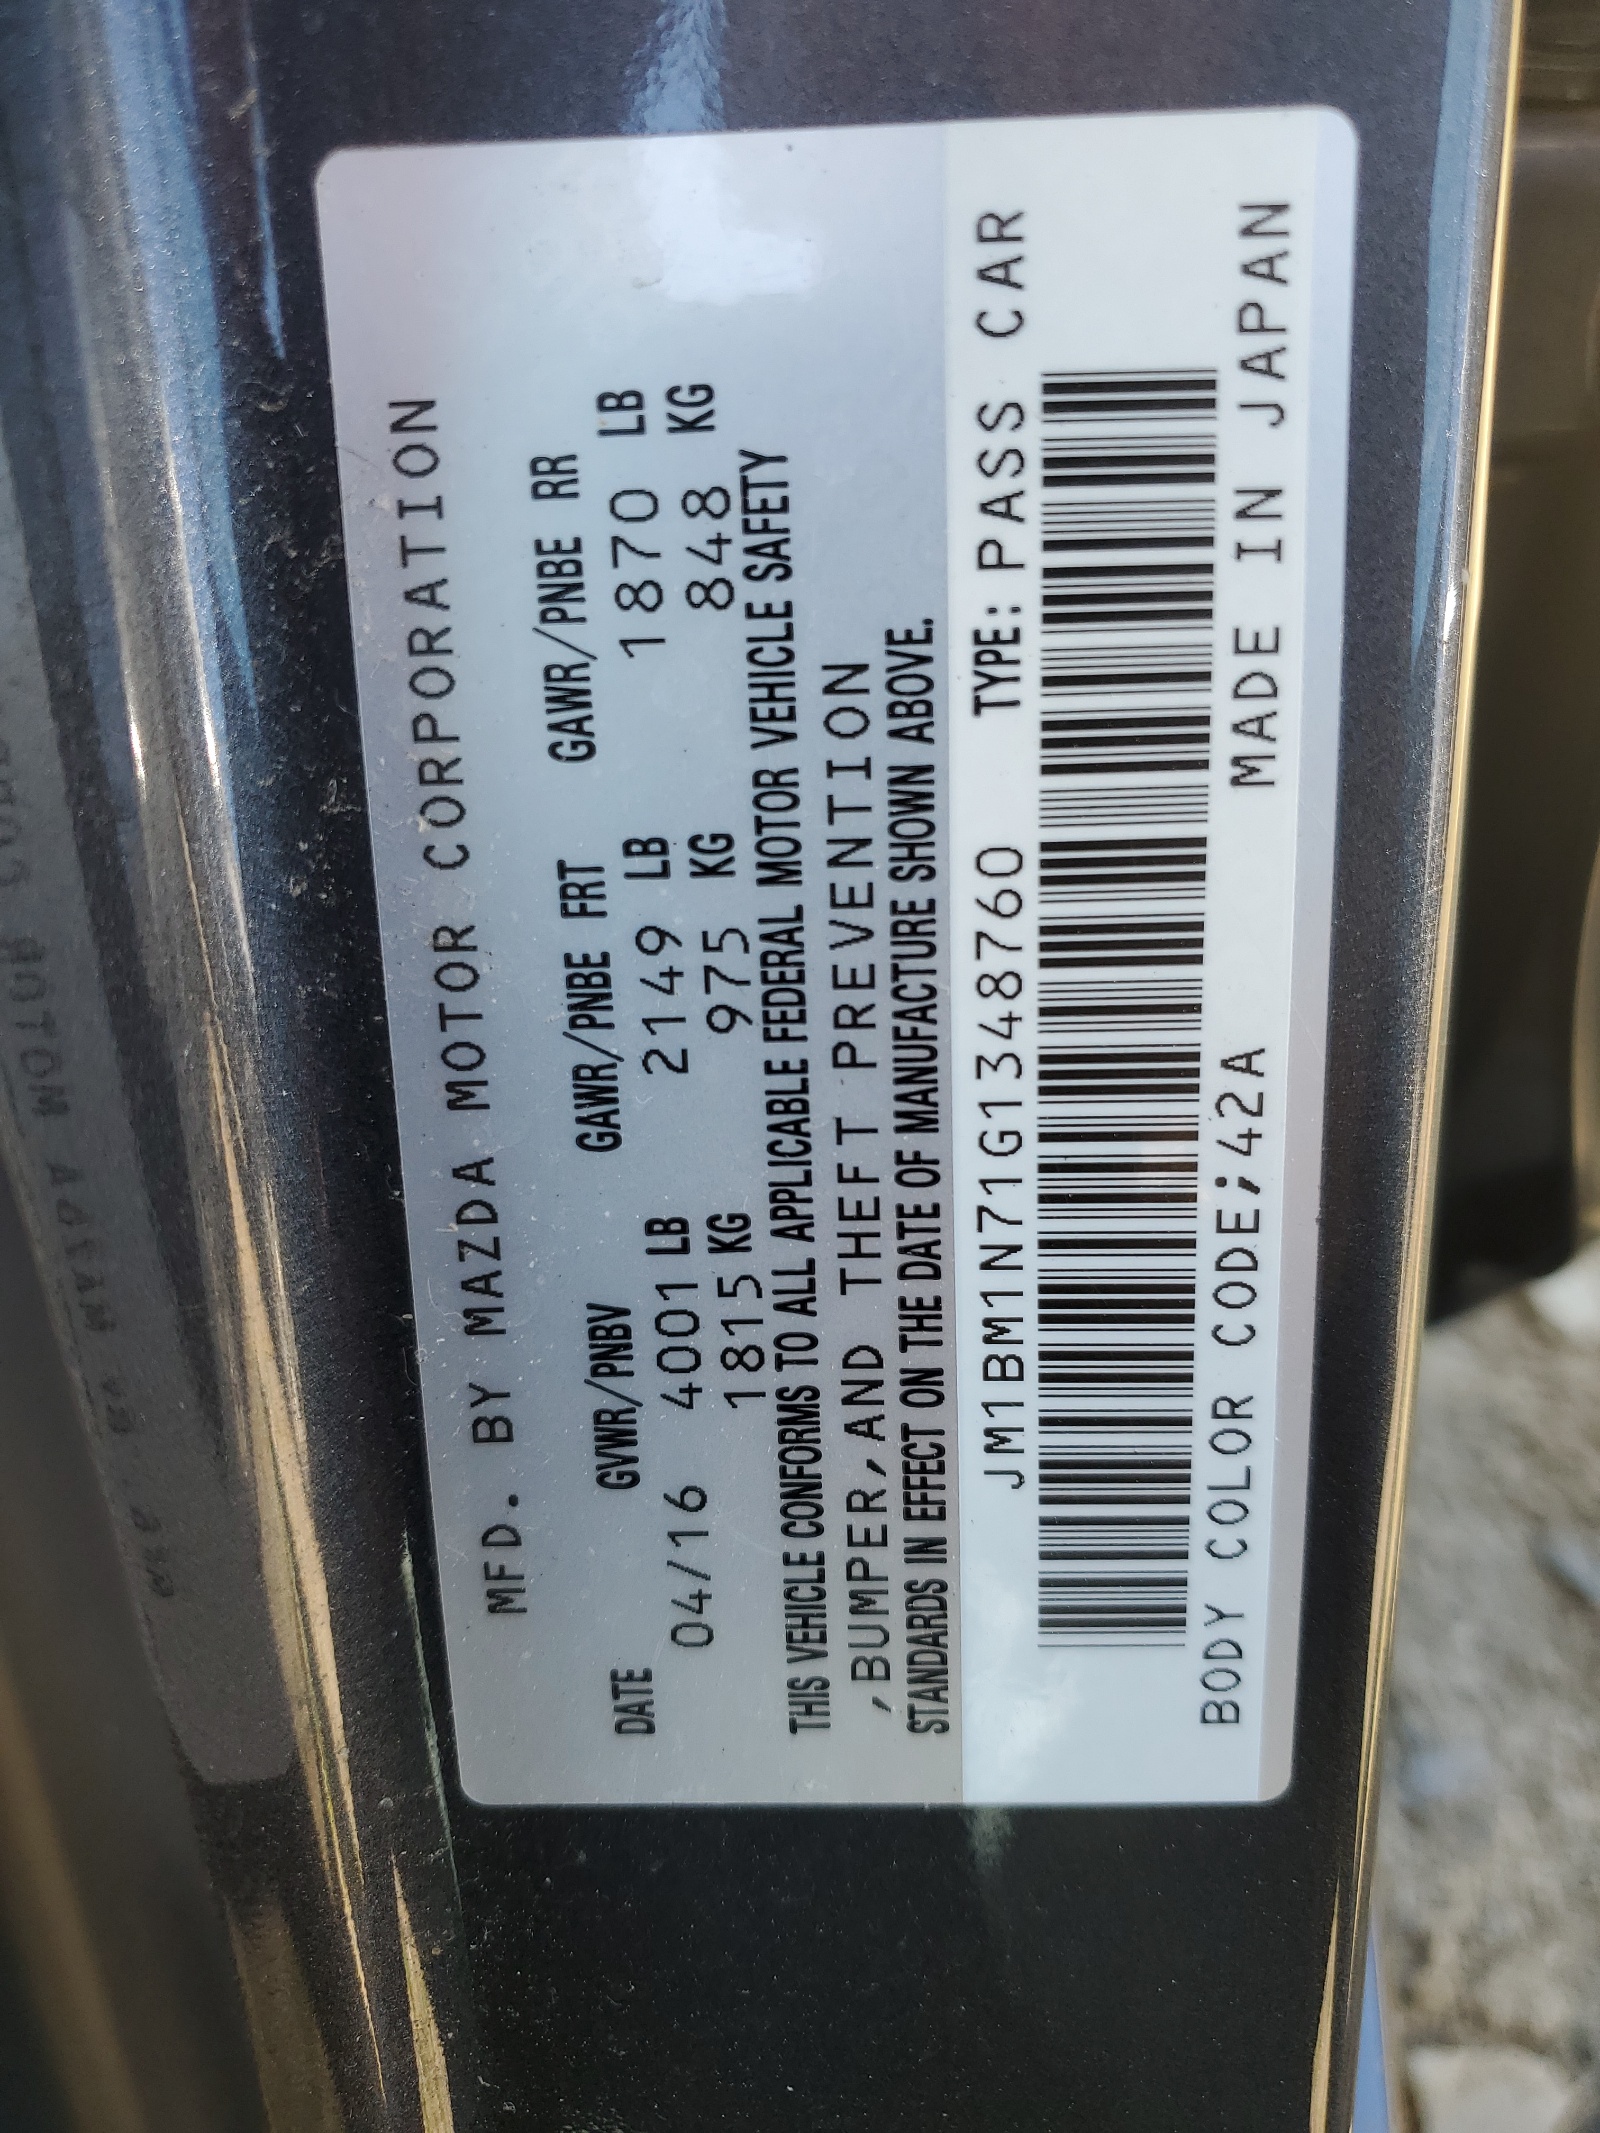 MFD. BY MAZDA MOTOR CORPORATION
DATE GVWR/PNBV GAWR/PNBE FRT GAWR/PNBE RR
04/16 4001 LB 2149 LB 1870 LB
1815 KG 975 KG 848 KG
THIS VEHICLE CONFORMS TO ALL APPLICABLE FEDERAL MOTOR VEHICLE SAFETY
,BUMPER,AND THEFT PREVENTION
STANDARDS IN EFFECT ON THE DATE OF MANUFACTURE SHOWN ABOVE.
JM1BM1N71G1348760 TYPE: PASS CAR
BODY COLOR CODE;42A MADE IN JAPAN